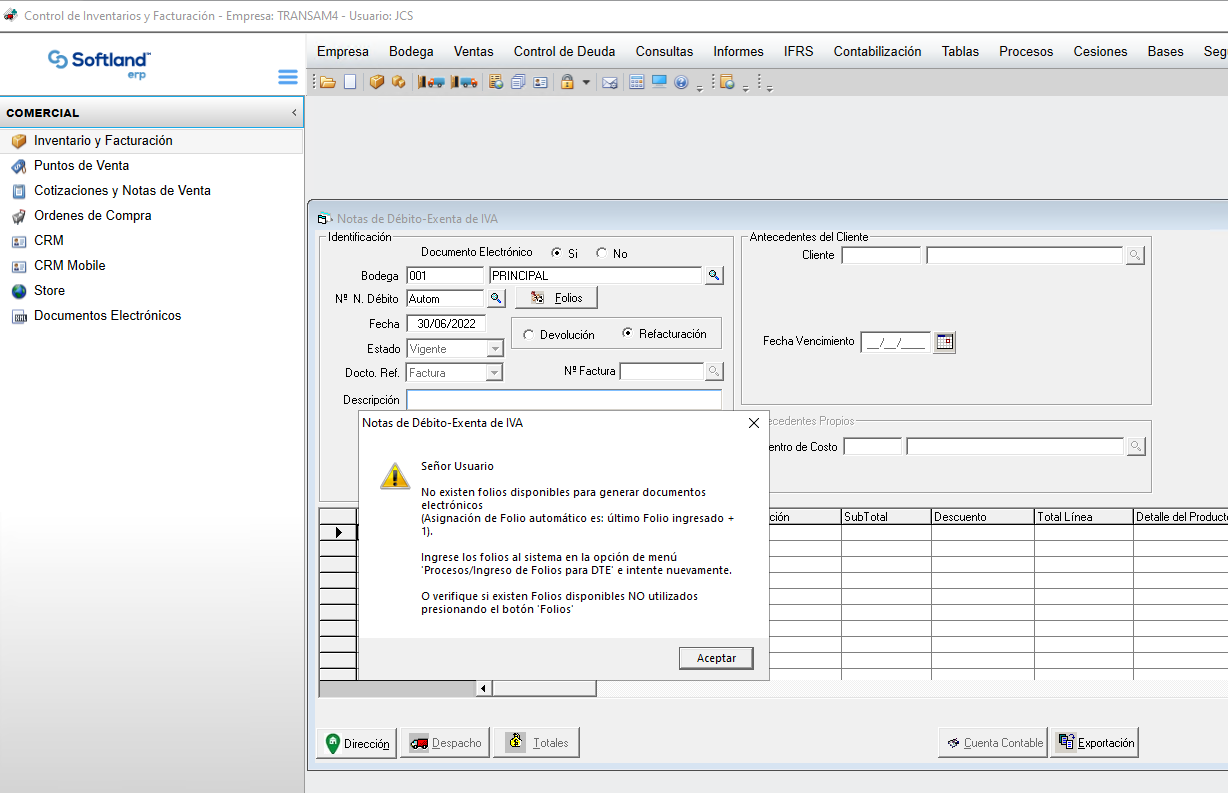 Control de Inventarios y Facturación - Empresa: TRANSAM4 - Usuario: JCS
Softland
erp
Empresa Bodega Ventas Control de Deuda Consultas Informes IFRS Contabilización Tablas Procesos Cesiones Bases Seg
COMERCIAL
Inventario y Facturación
Puntos de Venta
Cotizaciones y Notas de Venta
Ordenes de Compra
CRM
CRM Mobile
Store
Documentos Electrónicos
Notas de Débito-Exenta de IVA
Identificación
Documento Electrónico Si No
Bodega 001 PRINCIPAL
Nº N. Débito Autom Folios
Fecha 30/06/2022
Devolución Refacturación
Estado Vigente
Docto. Ref. Factura Nº Factura
Descripción
Antecedentes del Cliente
Cliente
Fecha Vencimiento __/__/____
ecedentes Propios
entro de Costo
Notas de Débito-Exenta de IVA
Señor Usuario
No existen folios disponibles para generar documentos
electrónicos
(Asignación de Folio automático es: último Folio ingresado +
1).
Ingrese los folios al sistema en la opción de menú
'Procesos/Ingreso de Folios para DTE' e intente nuevamente.
O verifique si existen Folios disponibles NO utilizados
presionando el botón 'Folios'
Aceptar
ción SubTotal Descuento Total Línea Detalle del Producto
Dirección Despacho Totales Cuenta Contable Exportación